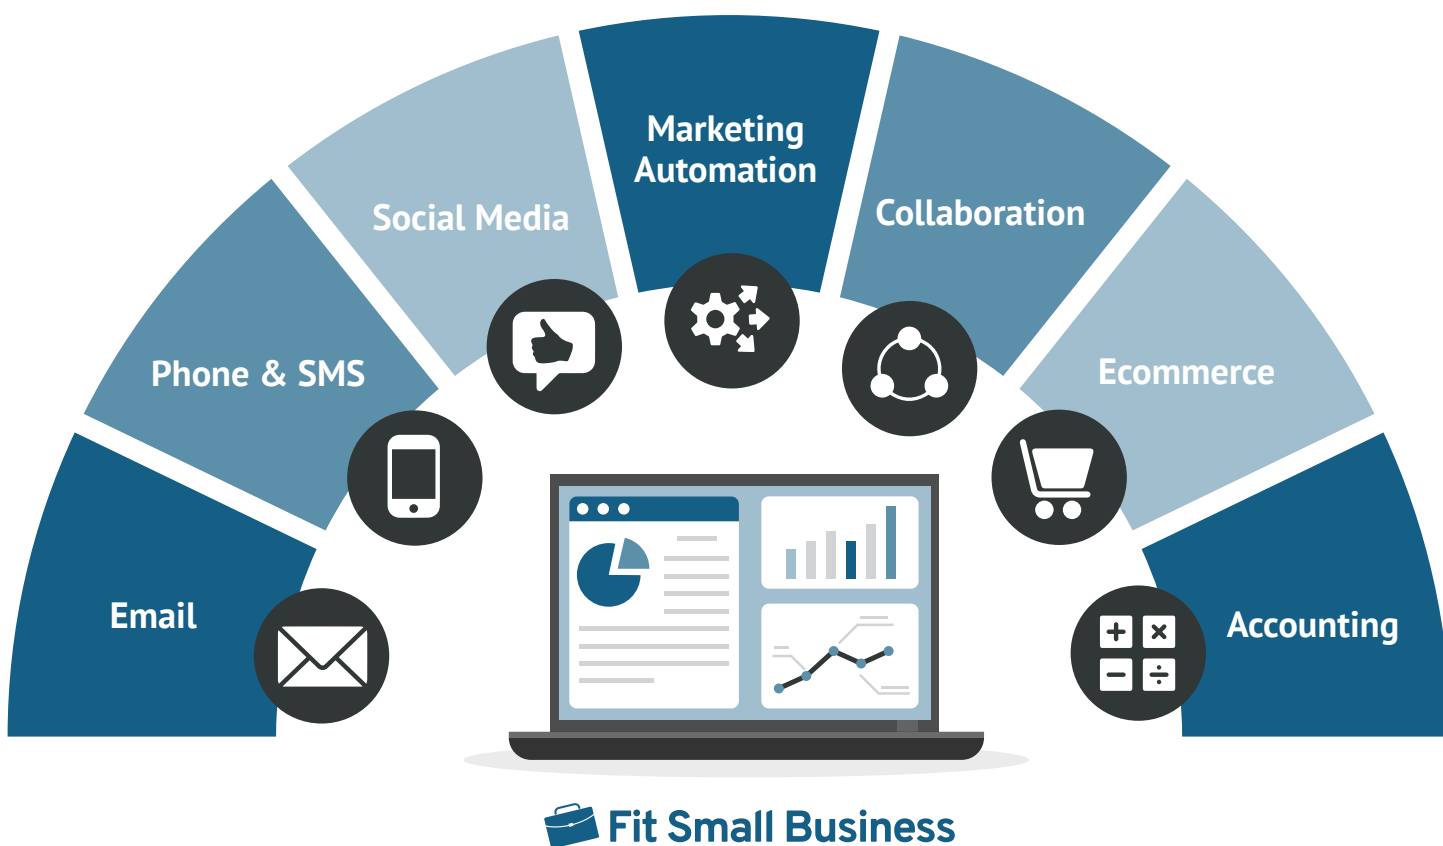 Marketing
Automation
Social Media
Collaboration
Phone & SMS
Ecommerce
Email
Accounting
Fit Small Business